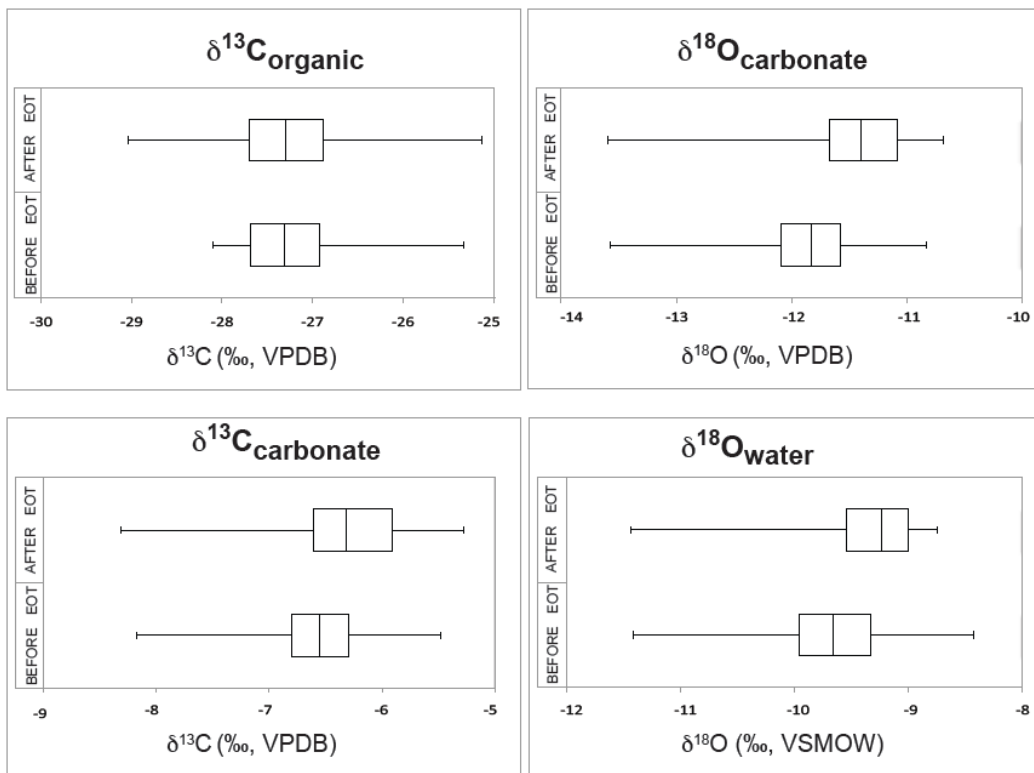 δ¹³Corganic
AFTER EOT
BEFORE EOT
-30 -29 -28 -27 -26 -25
δ¹³C (‰, VPDB)
δ¹⁸Ocarbonate
AFTER EOT
BEFORE EOT
-14 -13 -12 -11 -10
δ¹⁸O (‰, VPDB)
δ¹³Ccarbonate
AFTER EOT
BEFORE EOT
-9 -8 -7 -6 -5
δ¹³C (‰, VPDB)
δ¹⁸Owater
AFTER EOT
BEFORE EOT
-12 -11 -10 -9 -8
δ¹⁸O (‰, VSMOW)